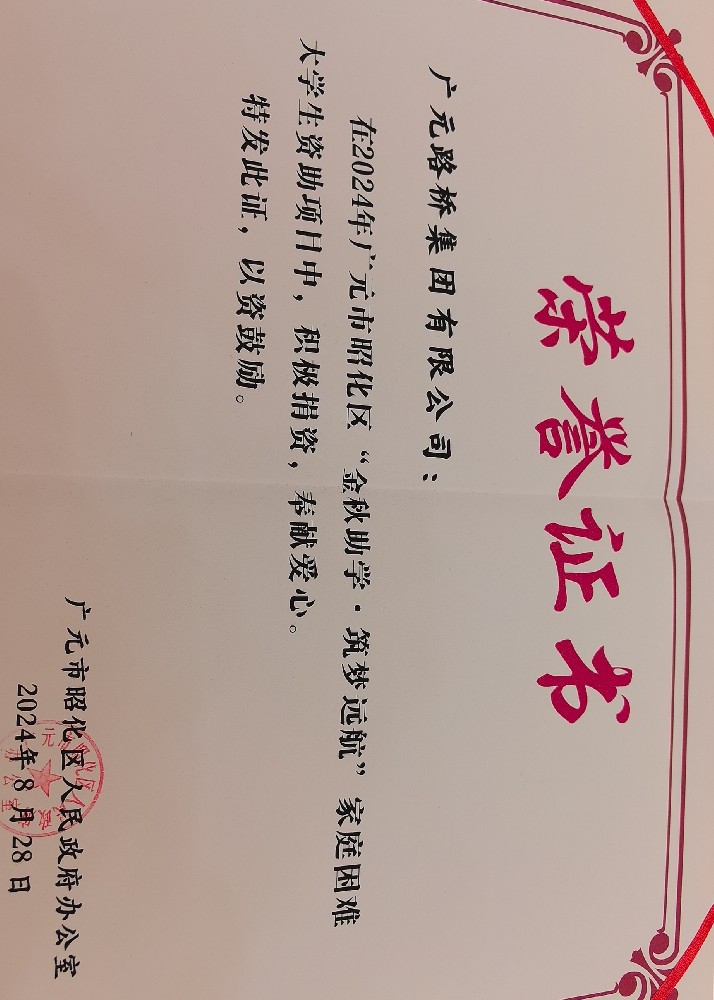 荣誉证书
广元路桥集团有限公司：
在2024年广元市昭化区“金秋助学·筑梦远航”家庭困难
大学生资助项目中，积极捐资，奉献爱心。
特发此证，以资鼓励。
广元市昭化区人民政府办公室
2024年8月28日